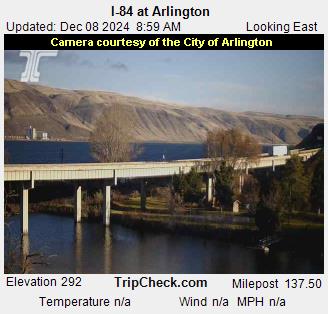 I-84 at Arlington
Updated: Dec 08 2024 8:59 AM Looking East
Camera courtesy of the City of Arlington
Elevation 292 TripCheck.com Milepost 137.50
Temperature n/a Wind n/a MPH n/a